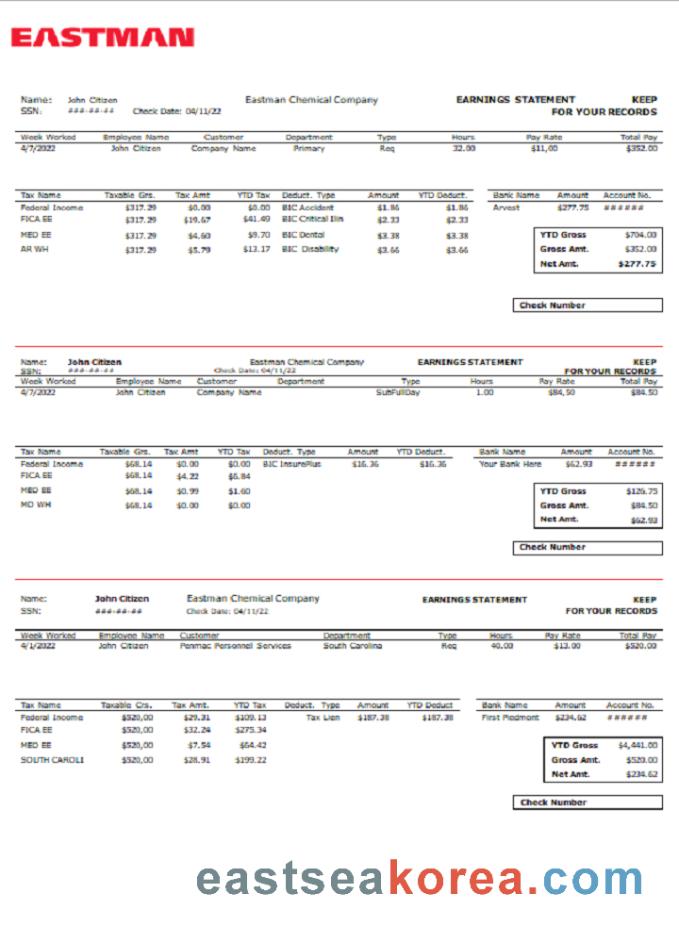 EASTMAN
Name: John Citizen Eastman Chemical Company EARNINGS STATEMENT KEEP
SSN: ###-##-## Check Date: 04/11/22 FOR YOUR RECORDS
Week Worked Employee Name Customer Department Type Hours Pay Rate Total Pay
4/7/2022 John Citizen Company Name Primary Req 32.00 $11,00 $352.00
Tax Name Taxable Grs. Tax Amt YTD Tax Deduct. Type Amount YTD Deduct. Bank Name Amount Account No.
Federal Income $317.29 $0.00 $0.00 BIC Accident $1.86 $1.86 Arvest $277.75 ######
FICA EE $317.29 $19.67 $41.49 BIC Critical Illn $2.33 $2.33
MED EE $317.29 $4.60 $9.70 BIC Dental $3.38 $3.38 YTD Gross $704.00
AR WH $317.29 $5.79 $13.17 BIC Disability $3.66 $3.66 Gross Amt. $352.00
Net Amt. $277.75
Check Number
Name: John Citizen Eastman Chemical Company EARNINGS STATEMENT KEEP
SSN: ###-##-## Check Date: 04/11/22 FOR YOUR RECORDS
Week Worked Employee Name Customer Department Type Hours Pay Rate Total Pay
4/7/2022 John Citizen Company Name SubFullDay 1.00 $84,50 $84.50
Tax Name Taxable Grs. Tax Amt YTD Tax Deduct. Type Amount YTD Deduct. Bank Name Amount Account No.
Federal Income $68.14 $0.00 $0.00 BIC InsurePlus $16.36 $16.36 Your Bank Here $62.93 ######
FICA EE $68.14 $4.22 $6.84
MED EE $68.14 $0.99 $1.60 YTD Gross $126.75
MO WH $68.14 $0.00 $0.00 Gross Amt. $84.50
Net Amt. $62.93
Check Number
Name: John Citizen Eastman Chemical Company EARNINGS STATEMENT KEEP
SSN: ###-##-## Check Date: 04/11/22 FOR YOUR RECORDS
Week Worked Employee Name Customer Department Type Hours Pay Rate Total Pay
4/1/2022 John Citizen Penmac Personnel Services South Carolina Req 40.00 $13.00 $520.00
Tax Name Taxable Grs. Tax Amt. YTD Tax Deduct. Type Amount YTD Deduct Bank Name Amount Account No.
Federal Income $520,00 $29.31 $109.13 Tax Lien $187.38 $187.38 First Piedmont $234.62 ######
FICA EE $520,00 $32.24 $275.34
MED EE $520,00 $7.54 $64.42 YTD Gross $4,441.00
SOUTH CAROLI $520,00 $28.91 $199.22 Gross Amt. $520.00
Net Amt. $234.62
Check Number
eastseakorea.com